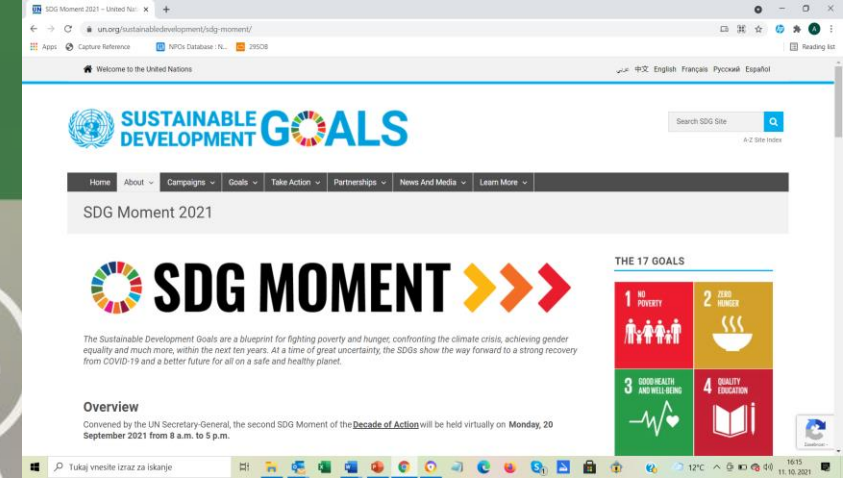 SDG Moment 2021 – United Nat
un.org/sustainabledevelopment/sdg-moment/
Apps Capture Reference NPOs Database : N... 29SOB Reading list
Welcome to the United Nations عربي 中文 English Français Русский Español
SUSTAINABLE
DEVELOPMENT GOALS
Search SDG Site
A-Z Site Index
Home About Campaigns Goals Take Action Partnerships News And Media Learn More
SDG Moment 2021
SDG MOMENT
THE 17 GOALS
1 NO
POVERTY
2 ZERO
HUNGER
The Sustainable Development Goals are a blueprint for fighting poverty and hunger, confronting the climate crisis, achieving gender
equality and much more, within the next ten years. At a time of great uncertainty, the SDGs show the way forward to a strong recovery
from COVID-19 and a better future for all on a safe and healthy planet.
3 GOOD HEALTH
AND WELL-BEING
4 QUALITY
EDUCATION
Overview
Convened by the UN Secretary-General, the second SDG Moment of the Decade of Action will be held virtually on Monday, 20
September 2021 from 8 a.m. to 5 p.m.
Tukaj vnesite izraz za iskanje
12°C
16:15
11. 10. 2021